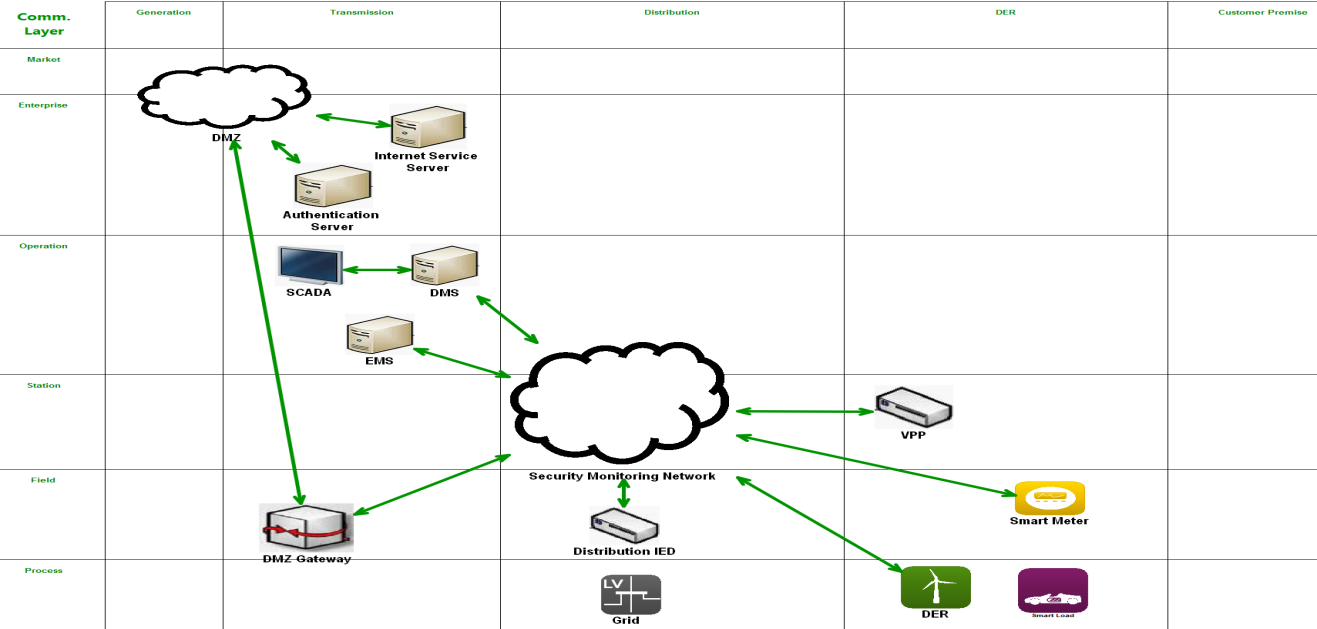 Comm.
Layer
Generation
Transmission
Distribution
DER
Customer Premise
Market
Enterprise
DMZ
Internet Service
Server
Authentication
Server
Operation
SCADA
DMS
EMS
Station
VPP
Security Monitoring Network
Field
Smart Meter
Distribution IED
DMZ Gateway
Process
LV
Grid
DER
Smart Load